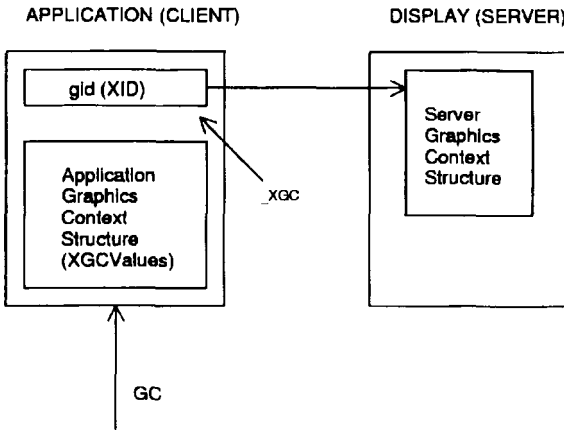 APPLICATION (CLIENT)
DISPLAY (SERVER)
gid (XID)
Application
Graphics
Context
Structure
(XGCValues)
_XGC
Server
Graphics
Context
Structure
GC